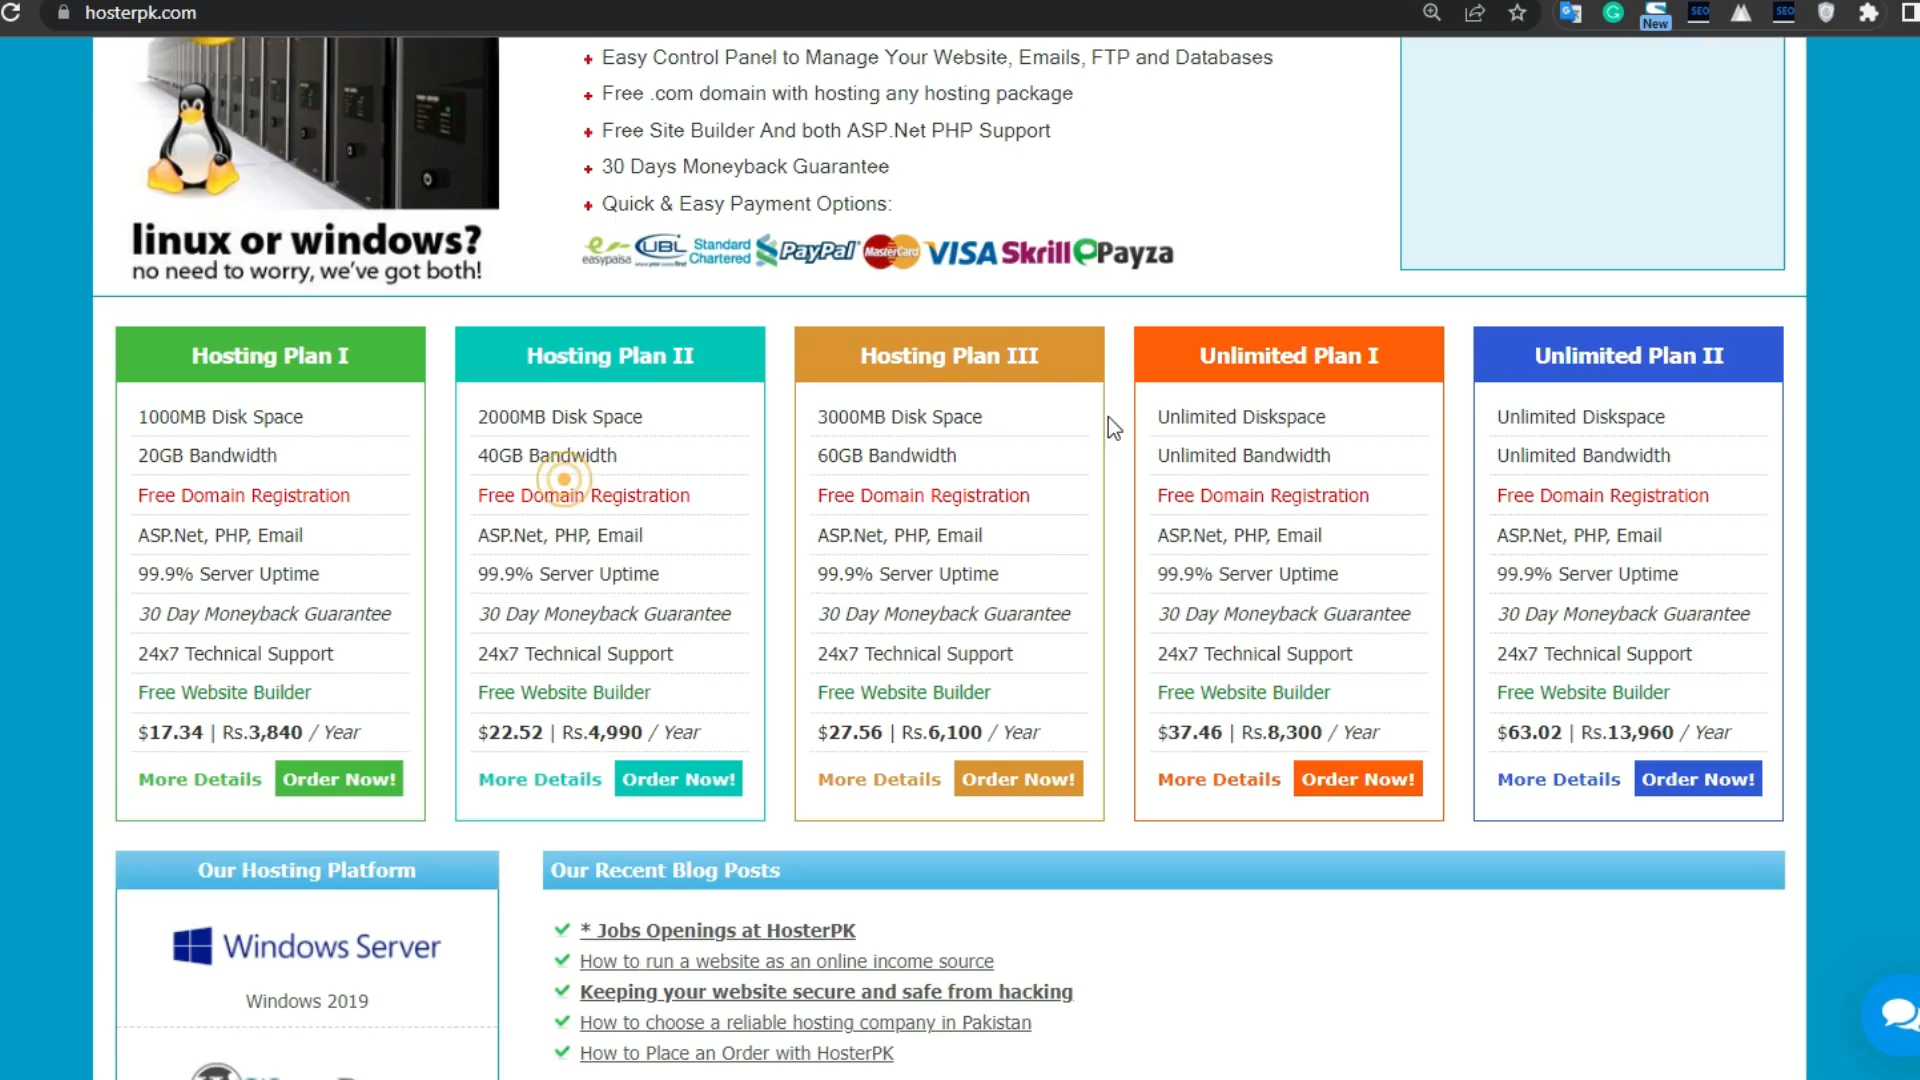 hosterpk.com
New
SEO
SEO
Easy Control Panel to Manage Your Website, Emails, FTP and Databases
Free .com domain with hosting any hosting package
Free Site Builder And both ASP.Net PHP Support
30 Days Moneyback Guarantee
Quick & Easy Payment Options:
easypaisa UBL Standard Chartered PayPal MasterCard VISA Skrill Payza
linux or windows?
no need to worry, we've got both!
Hosting Plan I
1000MB Disk Space
20GB Bandwidth
Free Domain Registration
ASP.Net, PHP, Email
99.9% Server Uptime
30 Day Moneyback Guarantee
24x7 Technical Support
Free Website Builder
$17.34 | Rs.3,840 / Year
More Details Order Now!
Hosting Plan II
2000MB Disk Space
40GB Bandwidth
Free Domain Registration
ASP.Net, PHP, Email
99.9% Server Uptime
30 Day Moneyback Guarantee
24x7 Technical Support
Free Website Builder
$22.52 | Rs.4,990 / Year
More Details Order Now!
Hosting Plan III
3000MB Disk Space
60GB Bandwidth
Free Domain Registration
ASP.Net, PHP, Email
99.9% Server Uptime
30 Day Moneyback Guarantee
24x7 Technical Support
Free Website Builder
$27.56 | Rs.6,100 / Year
More Details Order Now!
Unlimited Plan I
Unlimited Diskspace
Unlimited Bandwidth
Free Domain Registration
ASP.Net, PHP, Email
99.9% Server Uptime
30 Day Moneyback Guarantee
24x7 Technical Support
Free Website Builder
$37.46 | Rs.8,300 / Year
More Details Order Now!
Unlimited Plan II
Unlimited Diskspace
Unlimited Bandwidth
Free Domain Registration
ASP.Net, PHP, Email
99.9% Server Uptime
30 Day Moneyback Guarantee
24x7 Technical Support
Free Website Builder
$63.02 | Rs.13,960 / Year
More Details Order Now!
Our Hosting Platform
Windows Server
Windows 2019
Our Recent Blog Posts
* Jobs Openings at HosterPK
How to run a website as an online income source
Keeping your website secure and safe from hacking
How to choose a reliable hosting company in Pakistan
How to Place an Order with HosterPK